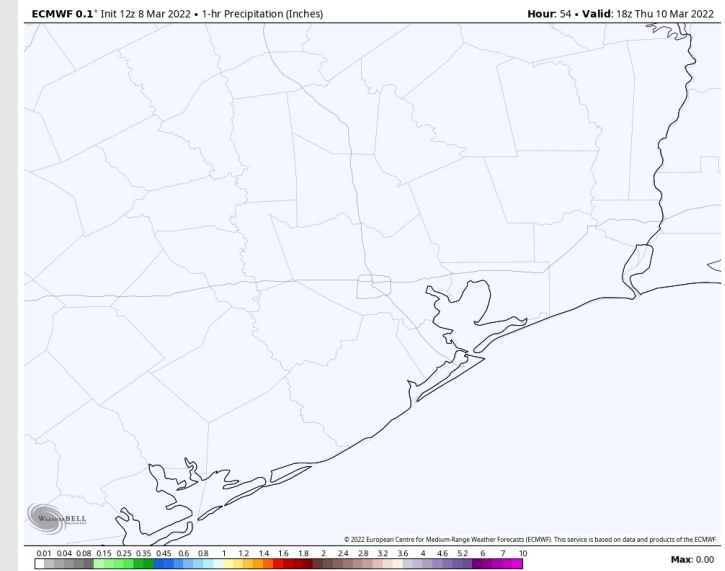 ECMWF 0.1° Init 12z 8 Mar 2022 • 1-hr Precipitation (Inches)
Hour: 54 • Valid: 18z Thu 10 Mar 2022
WeatherBELL
© 2022 European Centre for Medium-Range Weather Forecasts (ECMWF). This service is based on data and products of the ECMWF.
0.01 0.04 0.08 0.15 0.25 0.35 0.45 0.6 0.8 1 1.2 1.4 1.6 1.8 2 2.4 2.8 3.2 3.6 4 4.6 5.2 6 7 10
Max: 0.00